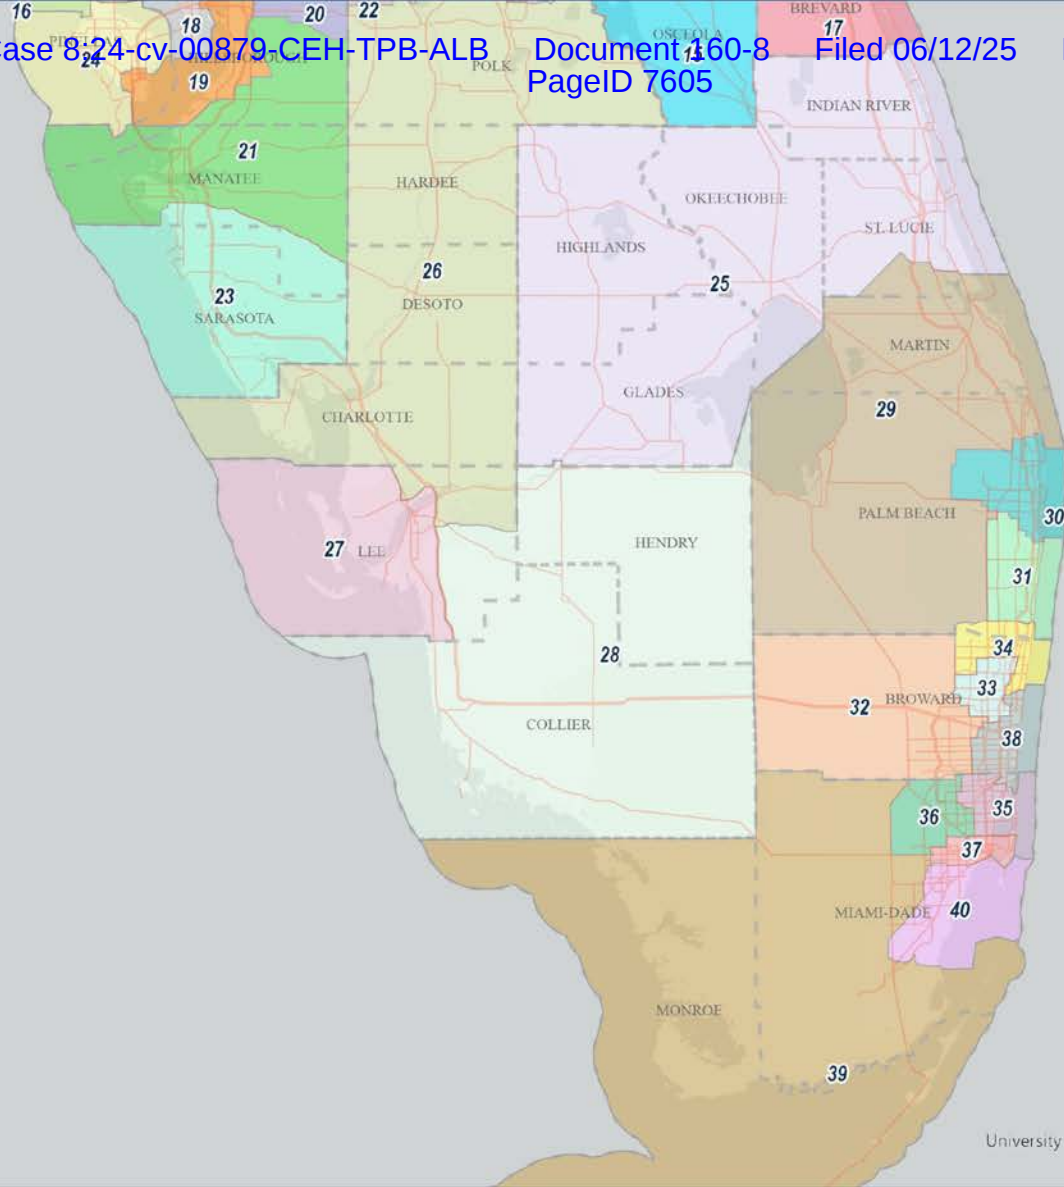 16
18
20
22
BREVARD
17
OSCEOLA
ase 8:24-cv-00879-CEH-TPB-ALB Document 160-8 Filed 06/12/25
24
HILLSBOROUGH
15
POLK
19
PageID 7605
INDIAN RIVER
21
MANATEE
HARDEE
OKEECHOBEE
ST. LUCIE
HIGHLANDS
26
25
23
DESOTO
SARASOTA
MARTIN
GLADES
29
CHARLOTTE
PALM BEACH
30
27 LEE
HENDRY
31
34
28
33
32 BROWARD
COLLIER
38
35
36
37
MIAMI-DADE 40
MONROE
39
University